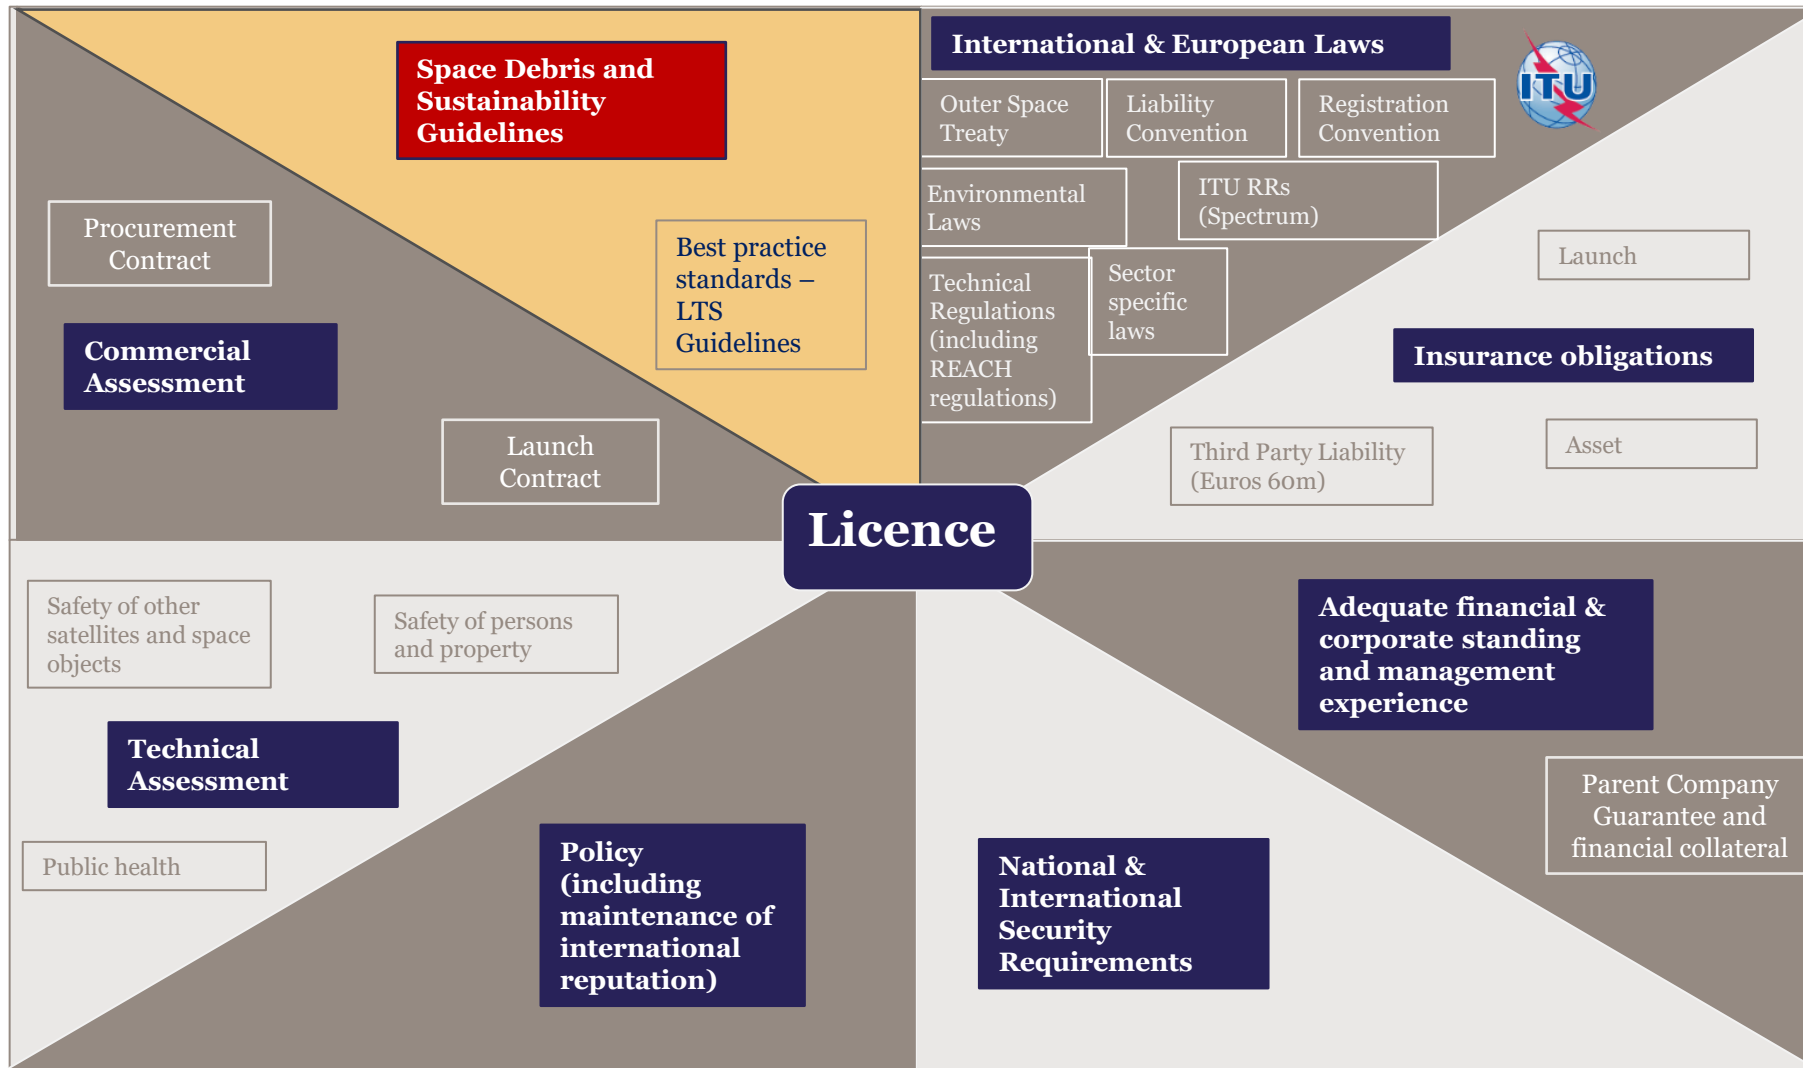 Space Debris and
Sustainability
Guidelines
Best practice
standards –
LTS
Guidelines
International & European Laws
ITU
Outer Space
Treaty
Liability
Convention
Registration
Convention
Environmental
Laws
ITU RRs
(Spectrum)
Technical
Regulations
(including
REACH
regulations)
Sector
specific
laws
Procurement
Contract
Commercial
Assessment
Launch
Contract
Launch
Insurance obligations
Third Party Liability
(Euros 60m)
Asset
Licence
Safety of other
satellites and space
objects
Safety of persons
and property
Technical
Assessment
Public health
Policy
(including
maintenance of
international
reputation)
National &
International
Security
Requirements
Adequate financial &
corporate standing
and management
experience
Parent Company
Guarantee and
financial collateral